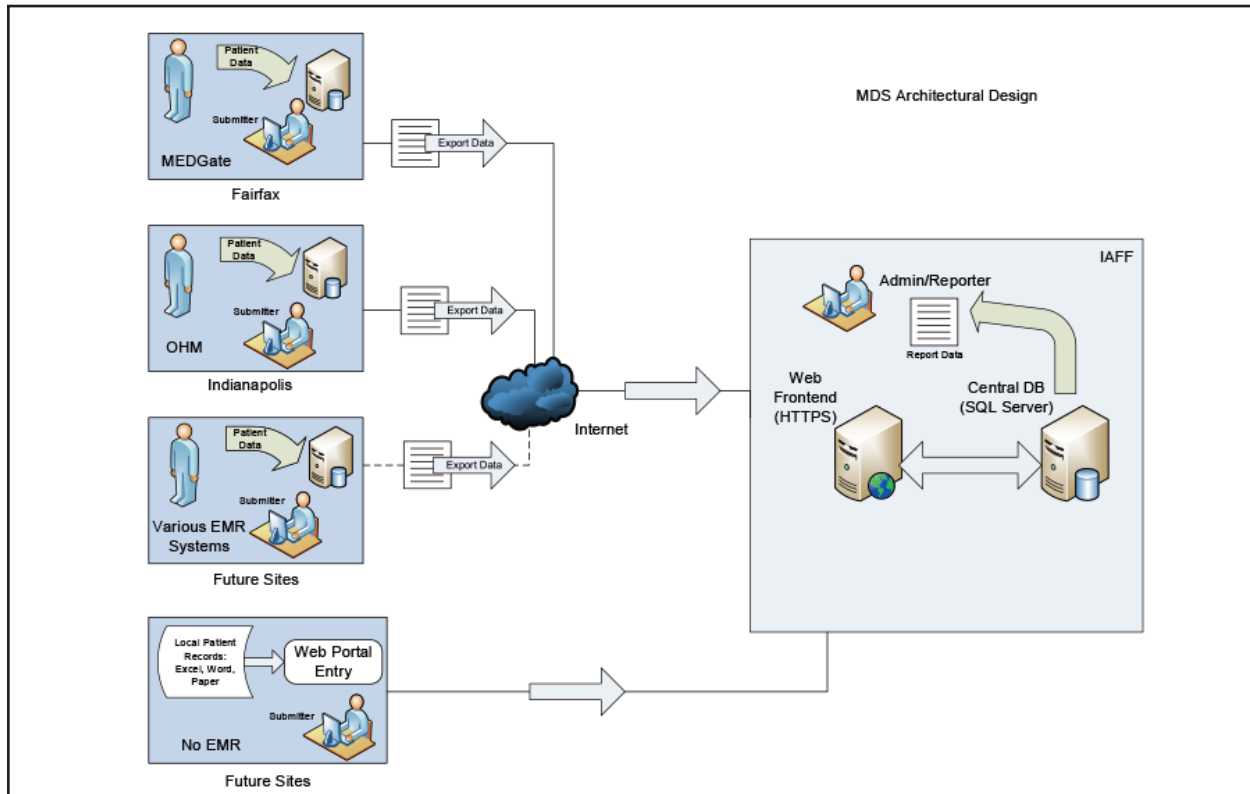 MDS Architectural Design
Patient
Data
Submitter
MEDGate
Fairfax
Export Data
Patient
Data
Submitter
OHM
Indianapolis
Export Data
Patient
Data
Submitter
Various EMR
Systems
Future Sites
Export Data
Internet
Local Patient
Records:
Excel, Word,
Paper
Web Portal
Entry
Submitter
No EMR
Future Sites
IAFF
Admin/Reporter
Report Data
Web
Frontend
(HTTPS)
Central DB
(SQL Server)